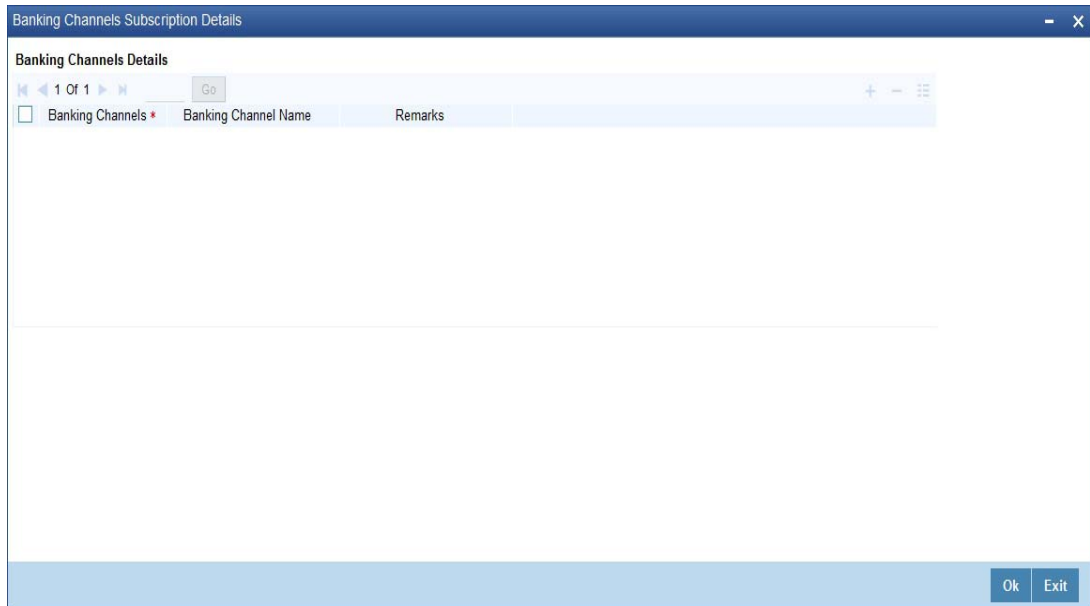 Banking Channels Subscription Details
Banking Channels Details
1 Of 1 Go
Banking Channels * Banking Channel Name Remarks
Ok Exit